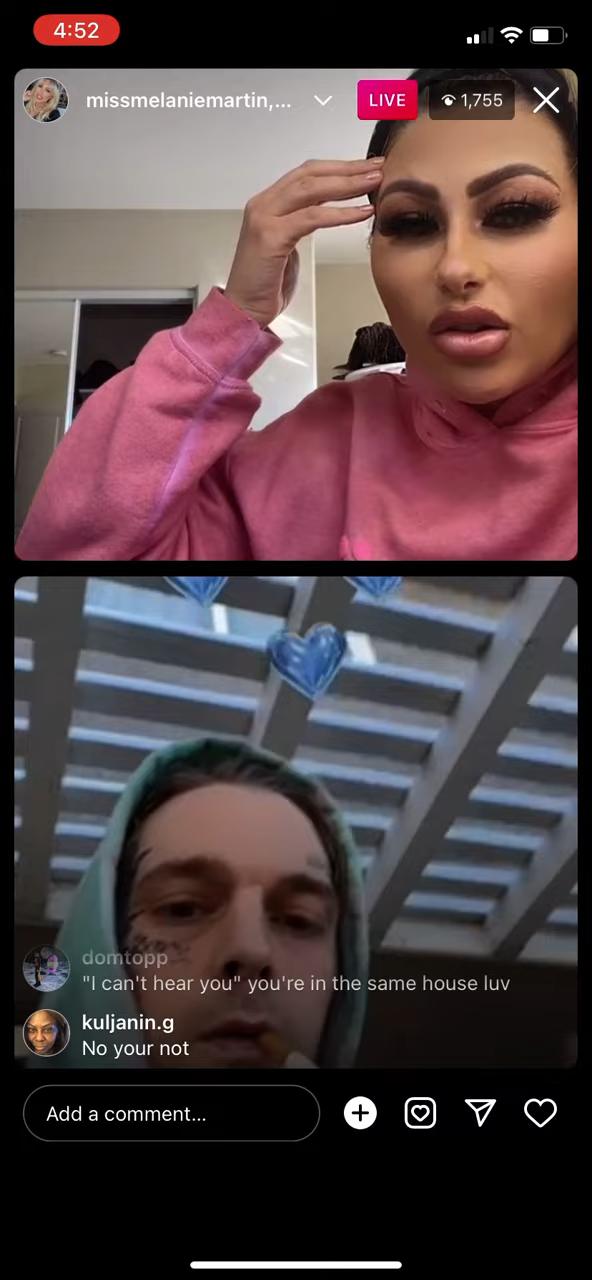 4:52
missmelaniemartin,...
LIVE
1,755
domtopp
"I can't hear you" you're in the same house luv
kuljanin.g
No your not
Add a comment...